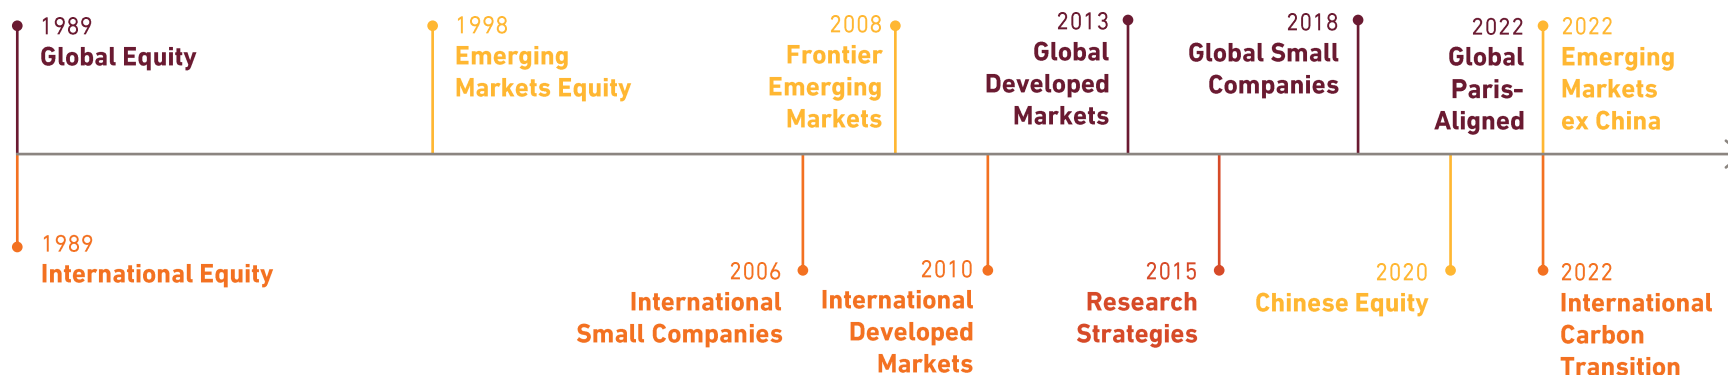 1989
Global Equity
1998
Emerging
Markets Equity
2008
Frontier
Emerging
Markets
2013
Global
Developed
Markets
2018
Global Small
Companies
2022
Global
Paris-
Aligned
2022
Emerging
Markets
ex China
1989
International Equity
2006
International
Small Companies
2010
International
Developed
Markets
2015
Research
Strategies
2020
Chinese Equity
2022
International
Carbon
Transition